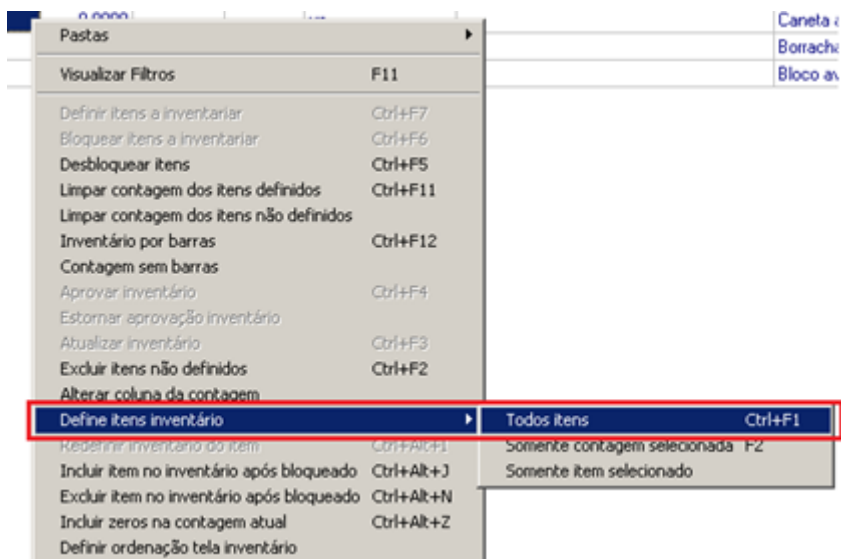 0,0000
Caneta
Pastas
Borracha
Visualizar Filtros F11
Bloco
Definir itens a inventariar Ctrl+F7
Bloquear itens a inventariar Ctrl+F6
Desbloquear itens Ctrl+F5
Limpar contagem dos itens definidos Ctrl+F11
Limpar contagem dos itens não definidos
Inventário por barras Ctrl+F12
Contagem sem barras
Aprovar inventário Ctrl+F4
Estornar aprovação inventário
Atualizar inventário Ctrl+F3
Excluir itens não definidos Ctrl+F2
Alterar coluna da contagem
Define itens inventário Todos itens Ctrl+F1
Redefinir inventário do item Ctrl+Alt+I Somente contagem selecionada F2
Incluir item no inventário após bloqueado Ctrl+Alt+J Somente item selecionado
Excluir item no inventário após bloqueado Ctrl+Alt+N
Incluir zeros na contagem atual Ctrl+Alt+Z
Definir ordenação tela inventário